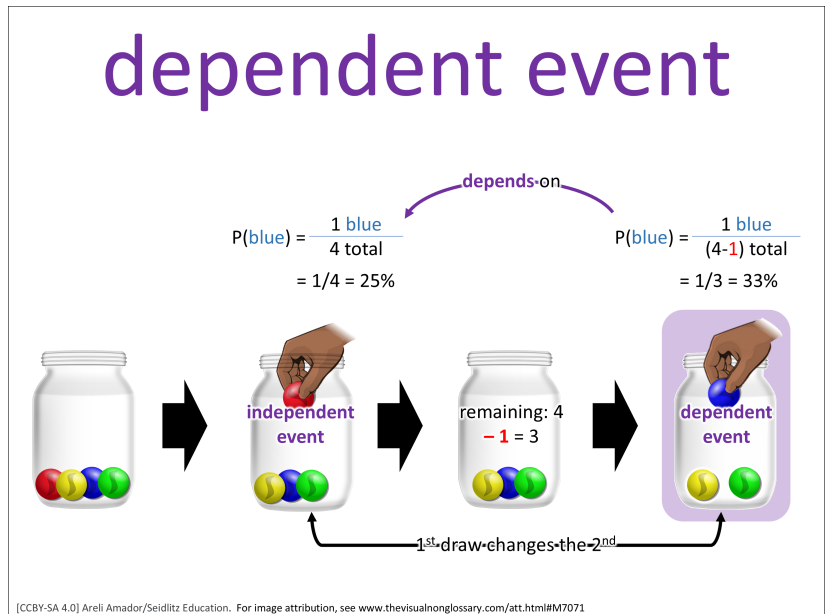 dependent event
depends on
P(blue) = 1 blue / 4 total
= 1/4 = 25%
P(blue) = 1 blue / (4-1) total
= 1/3 = 33%
independent
event
remaining: 4
– 1 = 3
dependent
event
1st draw changes the 2nd
[CCBY-SA 4.0] Areli Amador/Seidlitz Education. For image attribution, see www.thevisualnonglossary.com/att.html#M7071